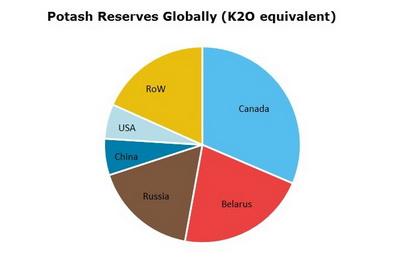 Potash Reserves Globally (K2O equivalent)
RoW
Canada
USA
China
Russia
Belarus